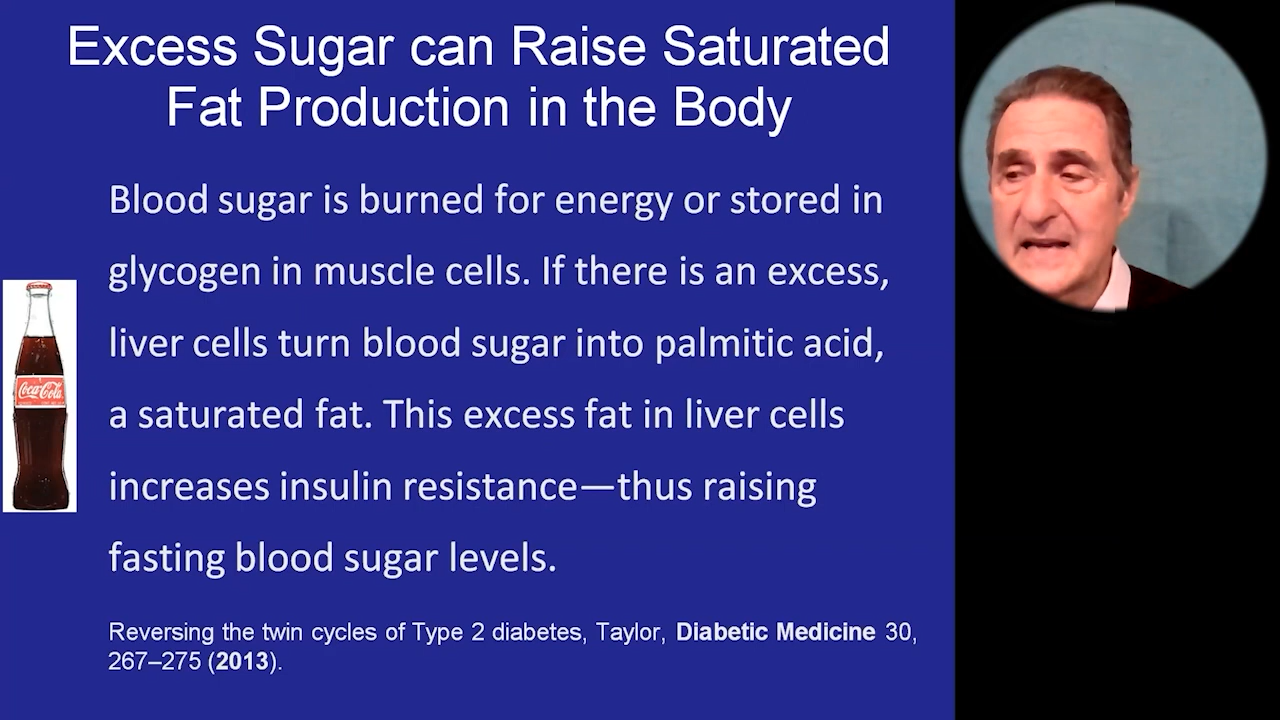 Excess Sugar can Raise Saturated
Fat Production in the Body
Blood sugar is burned for energy or stored in
glycogen in muscle cells. If there is an excess,
liver cells turn blood sugar into palmitic acid,
a saturated fat. This excess fat in liver cells
increases insulin resistance—thus raising
fasting blood sugar levels.
Coca-Cola
Reversing the twin cycles of Type 2 diabetes, Taylor, Diabetic Medicine 30,
267–275 (2013).